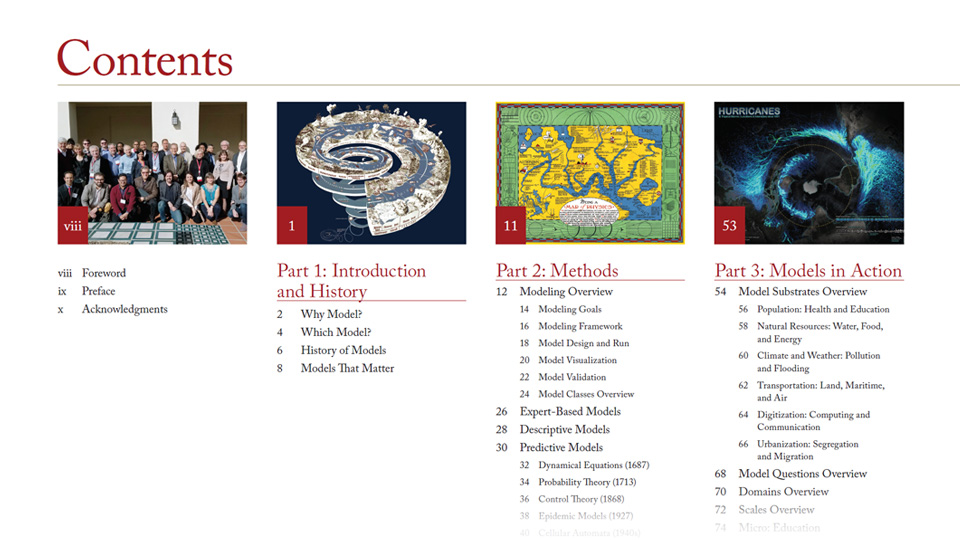 Contents
viii
1
11
53
HURRICANES
MAP of PHYSICS
viii Foreword
ix Preface
x Acknowledgments
Part 1: Introduction
and History
2 Why Model?
4 Which Model?
6 History of Models
8 Models That Matter
Part 2: Methods
12 Modeling Overview
14 Modeling Goals
16 Modeling Framework
18 Model Design and Run
20 Model Visualization
22 Model Validation
24 Model Classes Overview
26 Expert-Based Models
28 Descriptive Models
30 Predictive Models
32 Dynamical Equations (1687)
34 Probability Theory (1713)
36 Control Theory (1868)
38 Epidemic Models (1927)
40 Cellular Automata (1940s)
Part 3: Models in Action
54 Model Substrates Overview
56 Population: Health and Education
58 Natural Resources: Water, Food,
and Energy
60 Climate and Weather: Pollution
and Flooding
62 Transportation: Land, Maritime,
and Air
64 Digitization: Computing and
Communication
66 Urbanization: Segregation
and Migration
68 Model Questions Overview
70 Domains Overview
72 Scales Overview
74 Micro: Education